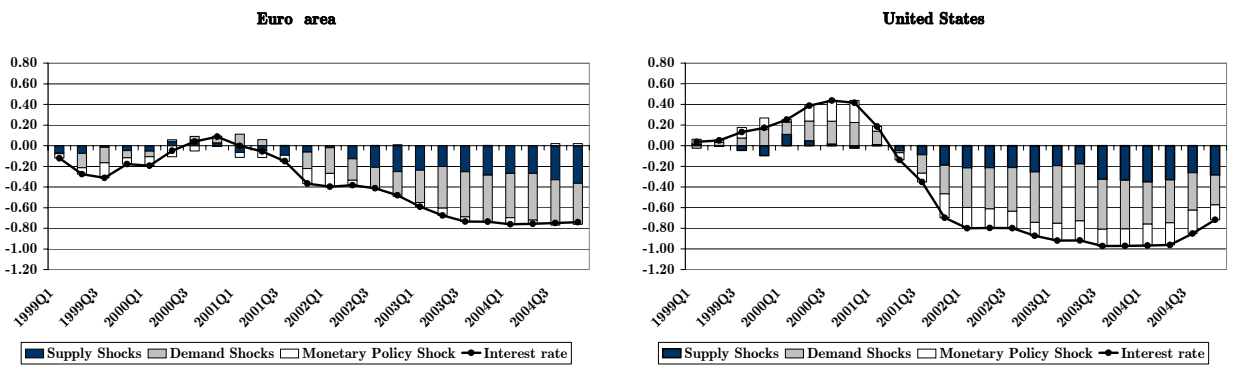 Euro area
0.80
0.60
0.40
0.20
0.00
-0.20
-0.40
-0.60
-0.80
-1.00
-1.20
1999Q1
1999Q3
2000Q1
2000Q3
2001Q1
2001Q3
2002Q1
2002Q3
2003Q1
2003Q3
2004Q1
2004Q3
Supply Shocks Demand Shocks Monetary Policy Shock Interest rate
United States
0.80
0.60
0.40
0.20
0.00
-0.20
-0.40
-0.60
-0.80
-1.00
-1.20
1999Q1
1999Q3
2000Q1
2000Q3
2001Q1
2001Q3
2002Q1
2002Q3
2003Q1
2003Q3
2004Q1
2004Q3
Supply Shocks Demand Shocks Monetary Policy Shock Interest rate